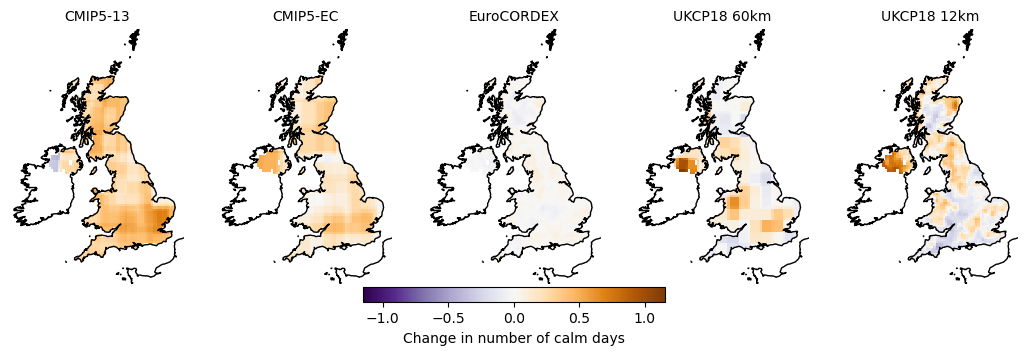 CMIP5-13 CMIP5-EC EuroCORDEX UKCP18 60km UKCP18 12km
−1.0 −0.5 0.0 0.5 1.0
Change in number of calm days